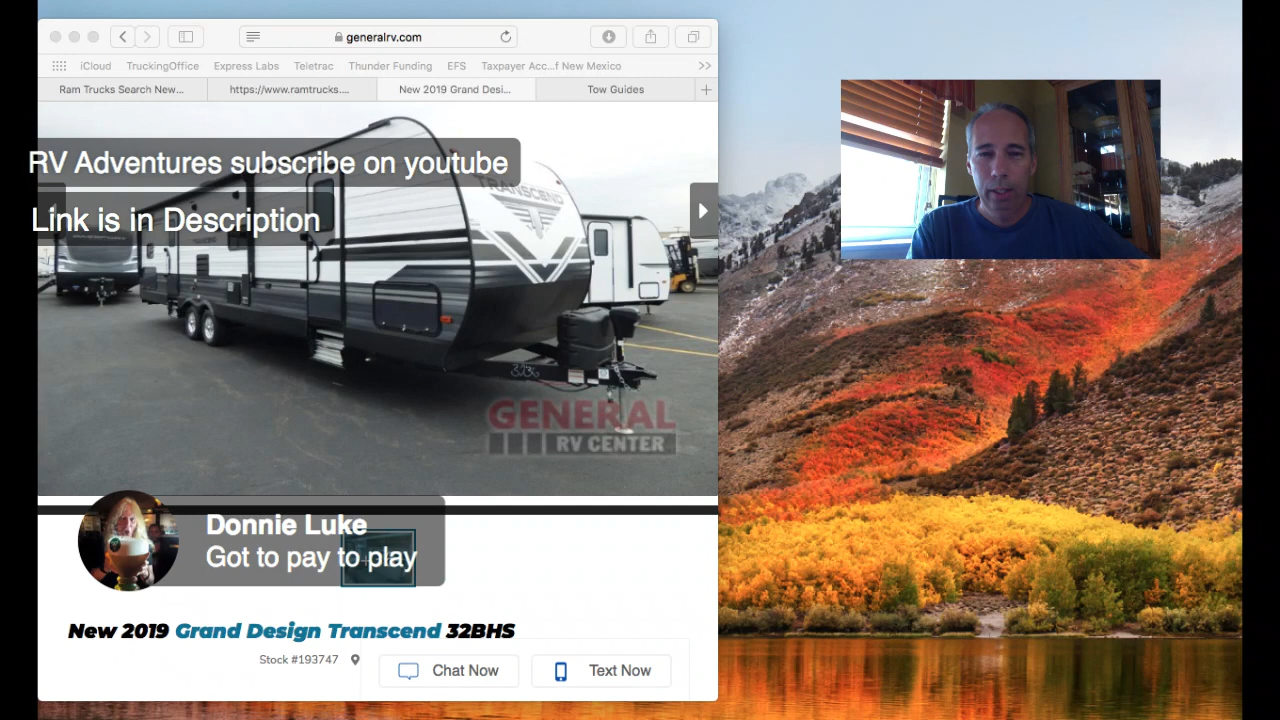 generalrv.com
iCloud TruckingOffice Express Labs Teletrac Thunder Funding EFS Taxpayer Acc...f New Mexico >>
Ram Trucks Search New... https://www.ramtrucks.... New 2019 Grand Desi... Tow Guides +
RV Adventures subscribe on youtube
Link is in Description
TRANSCEND
3236
GENERAL
RV CENTER
Donnie Luke
Got to pay to play
New 2019 Grand Design Transcend 32BHS
Stock #193747
Chat Now Text Now